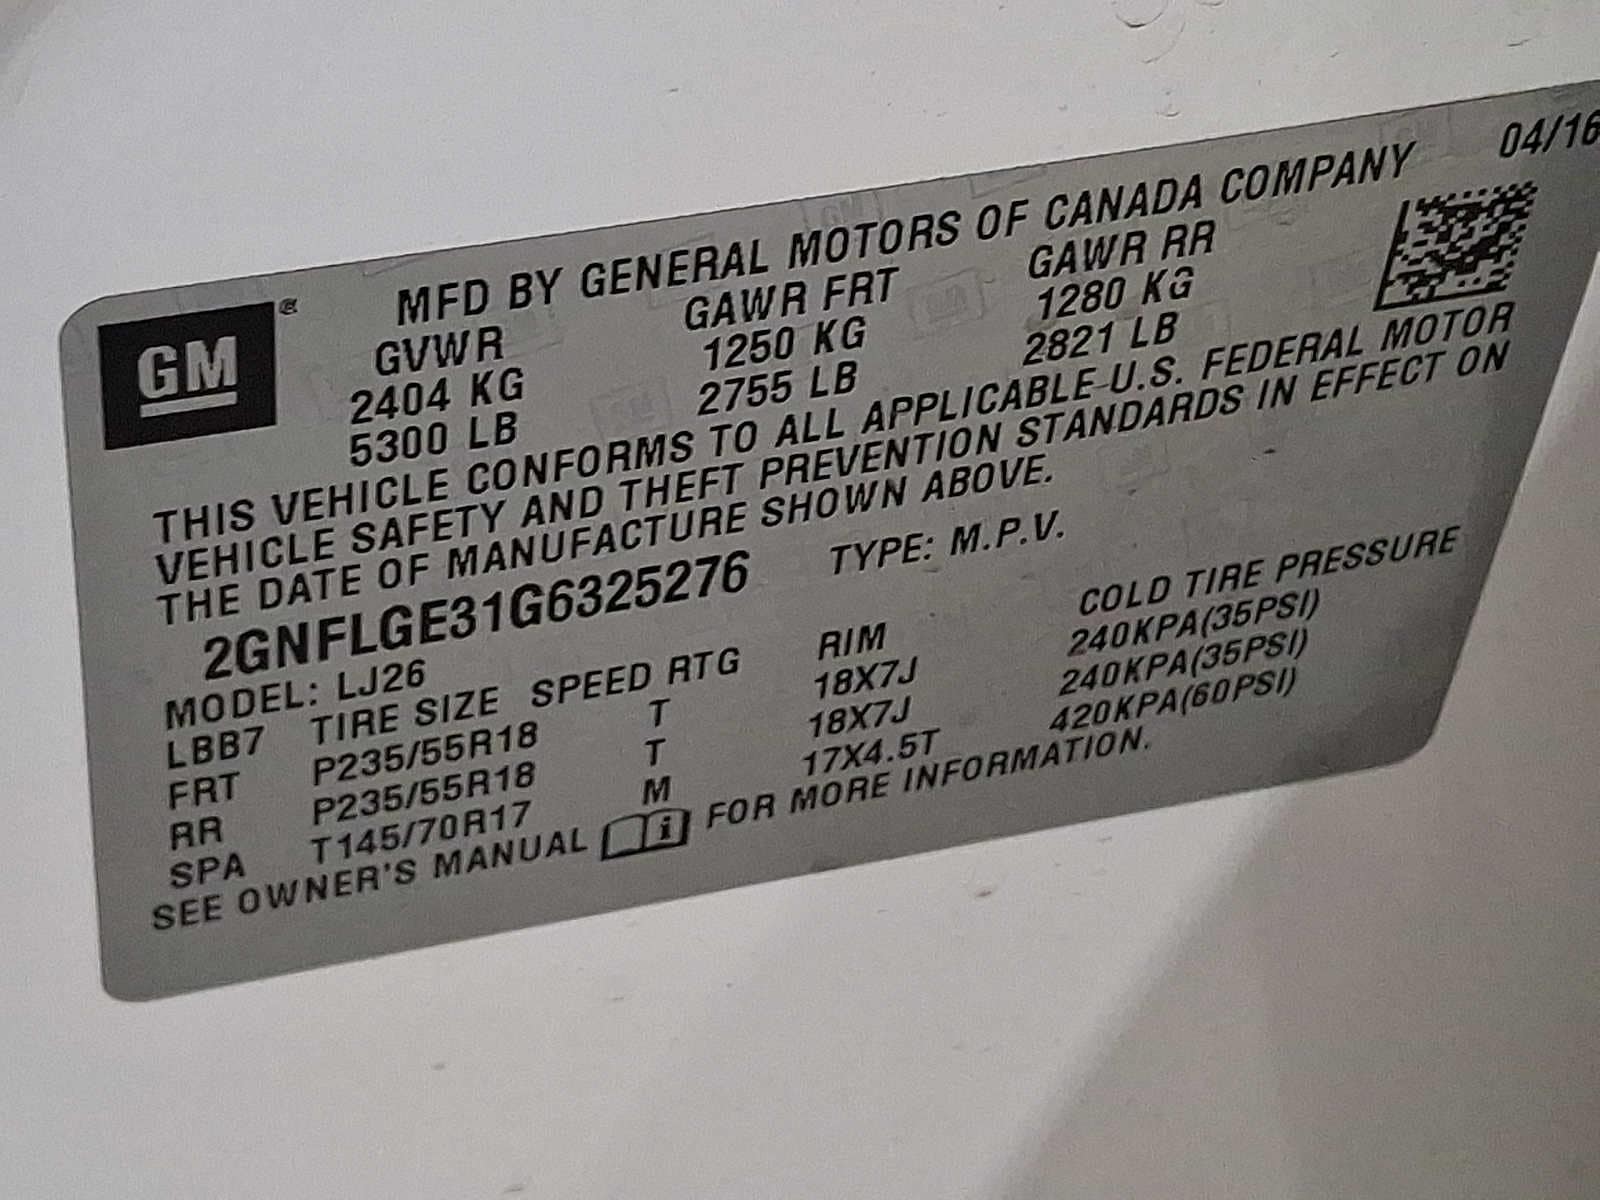 04/16
MFD BY GENERAL MOTORS OF CANADA COMPANY
GM ®
GVWR GAWR FRT GAWR RR
2404 KG 1250 KG 1280 KG
5300 LB 2755 LB 2821 LB
THIS VEHICLE CONFORMS TO ALL APPLICABLE U.S. FEDERAL MOTOR
VEHICLE SAFETY AND THEFT PREVENTION STANDARDS IN EFFECT ON
THE DATE OF MANUFACTURE SHOWN ABOVE.
2GNFLGE31G6325276 TYPE: M.P.V.
MODEL: LJ26
LBB7 TIRE SIZE SPEED RTG RIM COLD TIRE PRESSURE
FRT P235/55R18 T 18X7J 240KPA(35PSI)
RR P235/55R18 T 18X7J 240KPA(35PSI)
SPA T145/70R17 M 17X4.5T 420KPA(60PSI)
SEE OWNER'S MANUAL i FOR MORE INFORMATION.